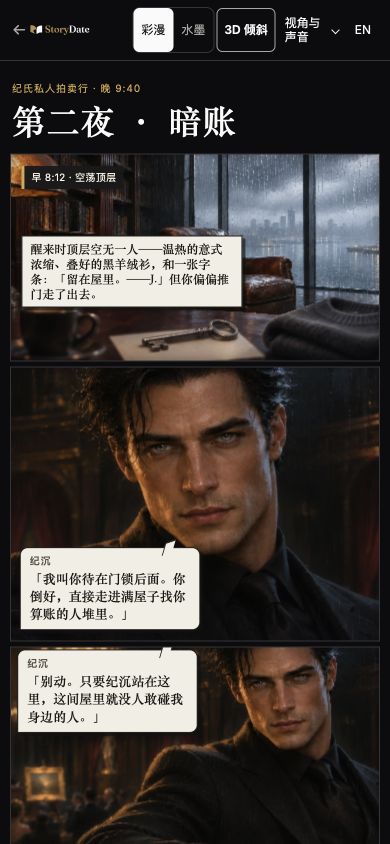 StoryDate
彩漫
水墨
3D 倾斜
视角与
声音
EN
纪氏私人拍卖行 · 晚 9:40
第二夜 · 暗账
早 8:12 · 空荡顶层
醒来时顶层空无一人——温热的意式
浓缩、叠好的黑羊绒衫，和一张字
条：「留在屋里。——J.」但你偏偏推
门走了出去。
纪沉
「我叫你待在门锁后面。你
倒好，直接走进满屋子找你
算账的人堆里。」
纪沉
「别动。只要纪沉站在这
里，这间屋里就没人敢碰我
身边的人。」